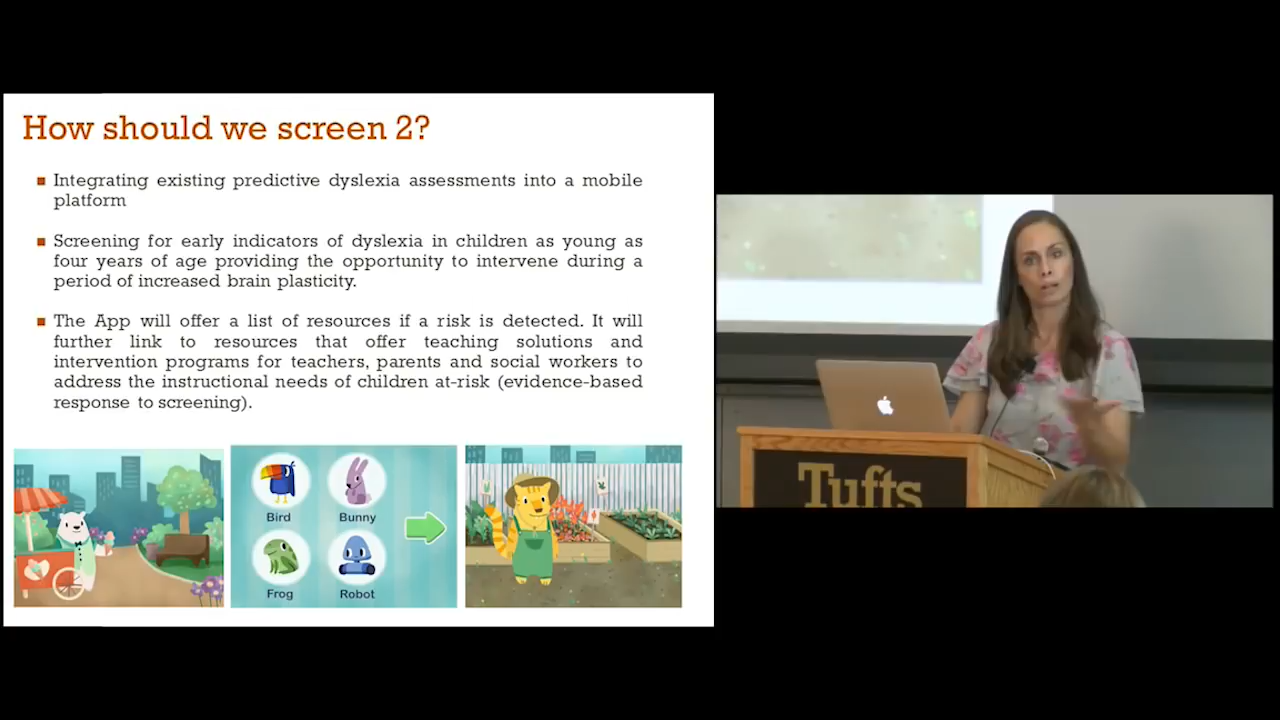 How should we screen 2?
Integrating existing predictive dyslexia assessments into a mobile
platform
Screening for early indicators of dyslexia in children as young as
four years of age providing the opportunity to intervene during a
period of increased brain plasticity.
The App will offer a list of resources if a risk is detected. It will
further link to resources that offer teaching solutions and
intervention programs for teachers, parents and social workers to
address the instructional needs of children at-risk (evidence-based
response to screening).
Bird
Bunny
Frog
Robot
Tufts